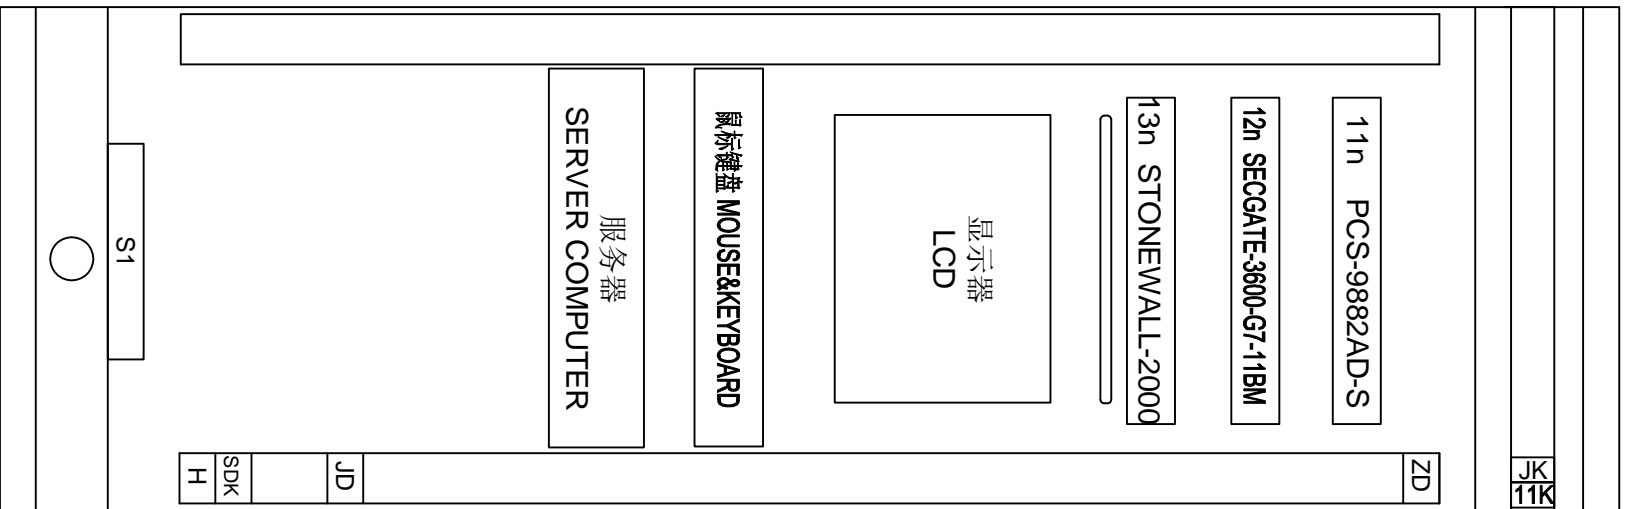 11n PCS-9882AD-S
12n SECGATE-3600-G7-11BM
13n STONEWALL-2000
显示器
LCD
鼠标键盘 MOUSE&KEYBOARD
服务器
SERVER COMPUTER
S1
ZD
JD
SDK
H
JK
11K